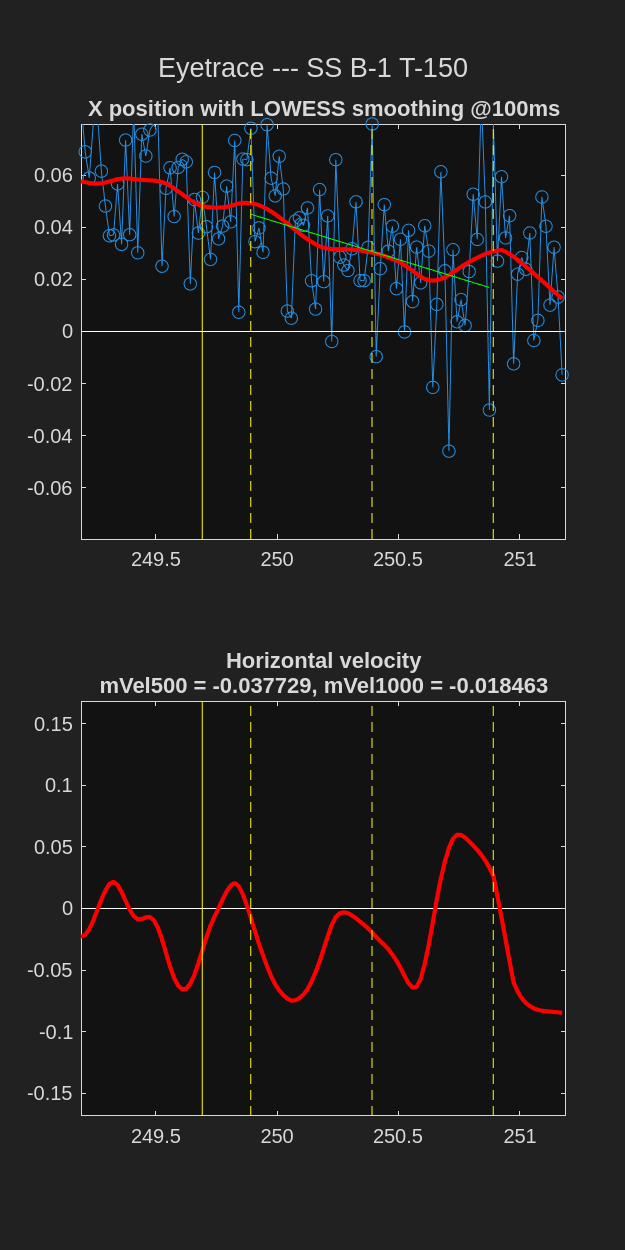 Eyetrace --- SS B-1 T-150
X position with LOWESS smoothing @100ms
0.06
0.04
0.02
0
-0.02
-0.04
-0.06
249.5 250 250.5 251
Horizontal velocity
mVel500 = -0.037729, mVel1000 = -0.018463
0.15
0.1
0.05
0
-0.05
-0.1
-0.15
249.5 250 250.5 251